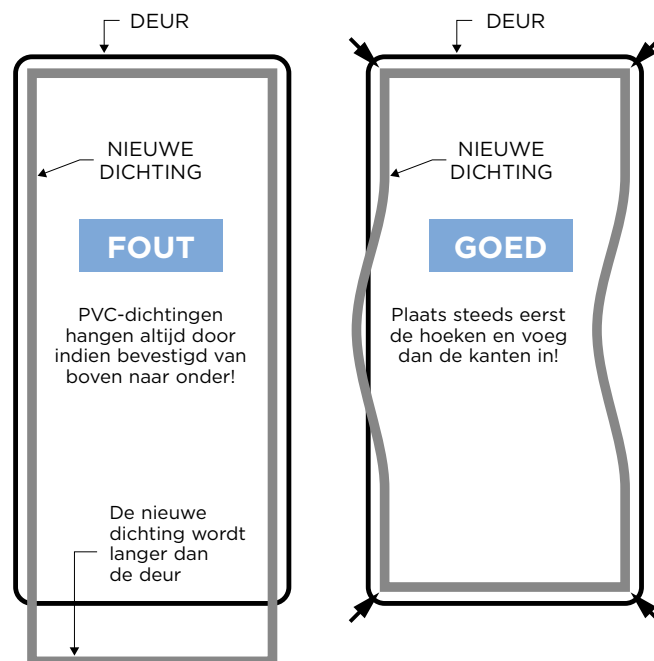 DEUR
NIEUWE
DICHTING
FOUT
PVC-dichtingen
hangen altijd door
indien bevestigd van
boven naar onder!
De nieuwe
dichting wordt
langer dan
de deur
DEUR
NIEUWE
DICHTING
GOED
Plaats steeds eerst
de hoeken en voeg
dan de kanten in!